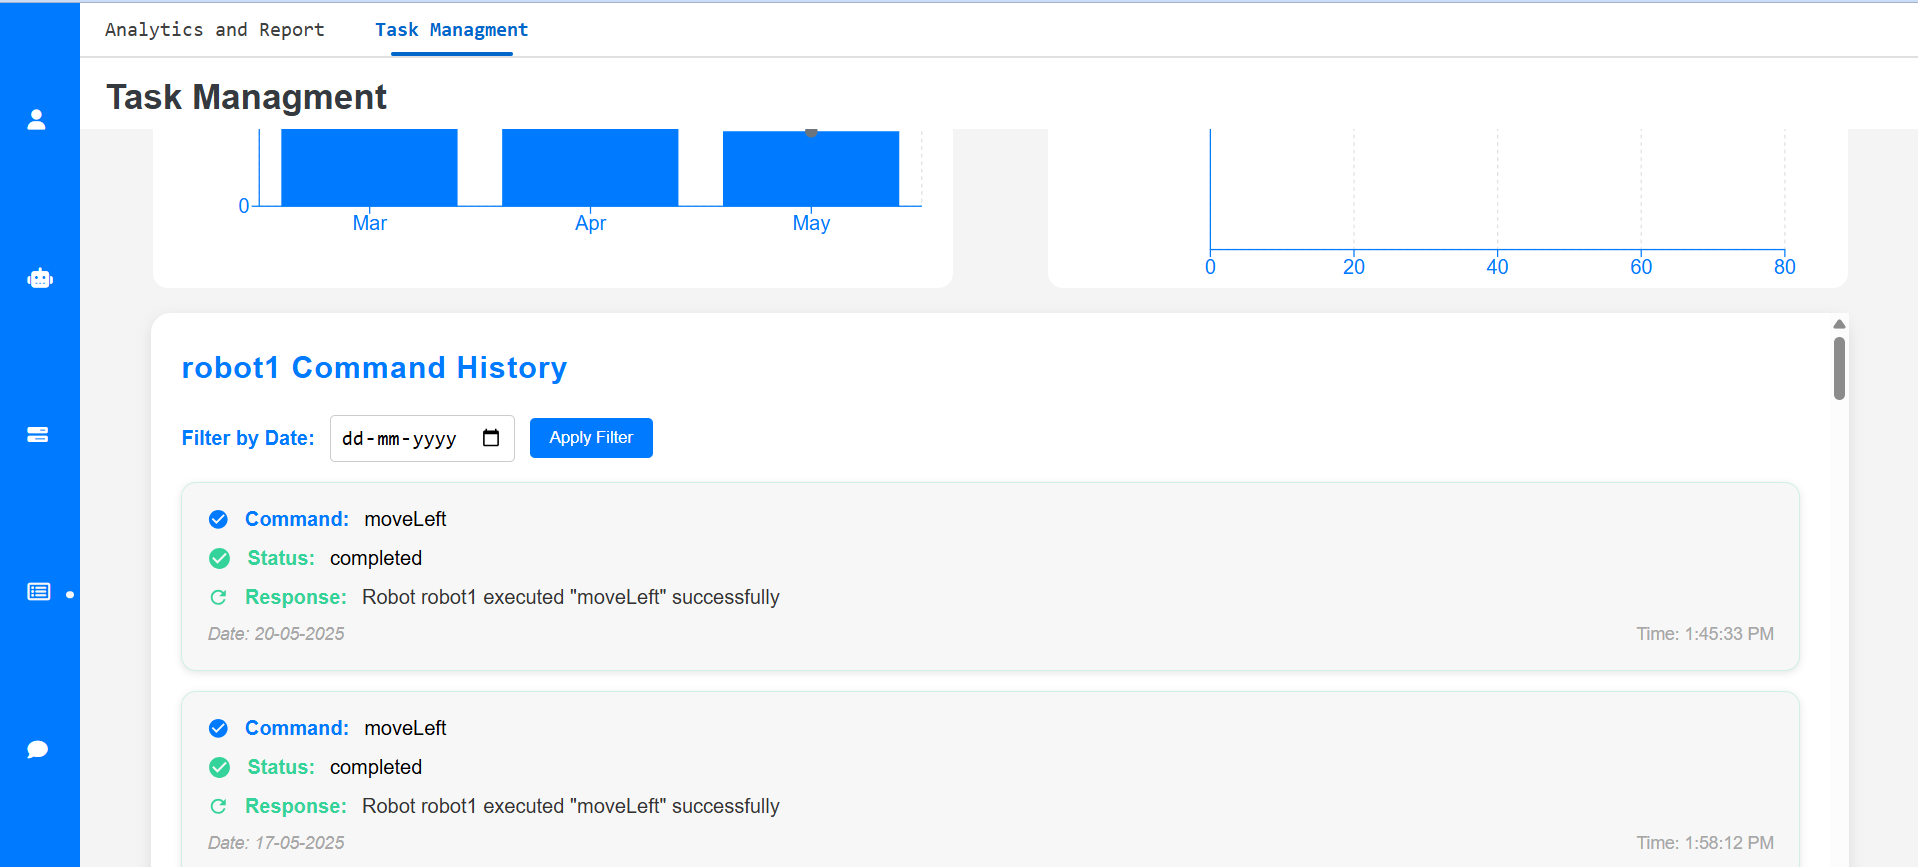 Analytics and Report Task Managment
Task Managment
0
Mar Apr May
0 20 40 60 80
robot1 Command History
Filter by Date: dd-mm-yyyy Apply Filter
Command: moveLeft
Status: completed
Response: Robot robot1 executed "moveLeft" successfully
Date: 20-05-2025 Time: 1:45:33 PM
Command: moveLeft
Status: completed
Response: Robot robot1 executed "moveLeft" successfully
Date: 17-05-2025 Time: 1:58:12 PM